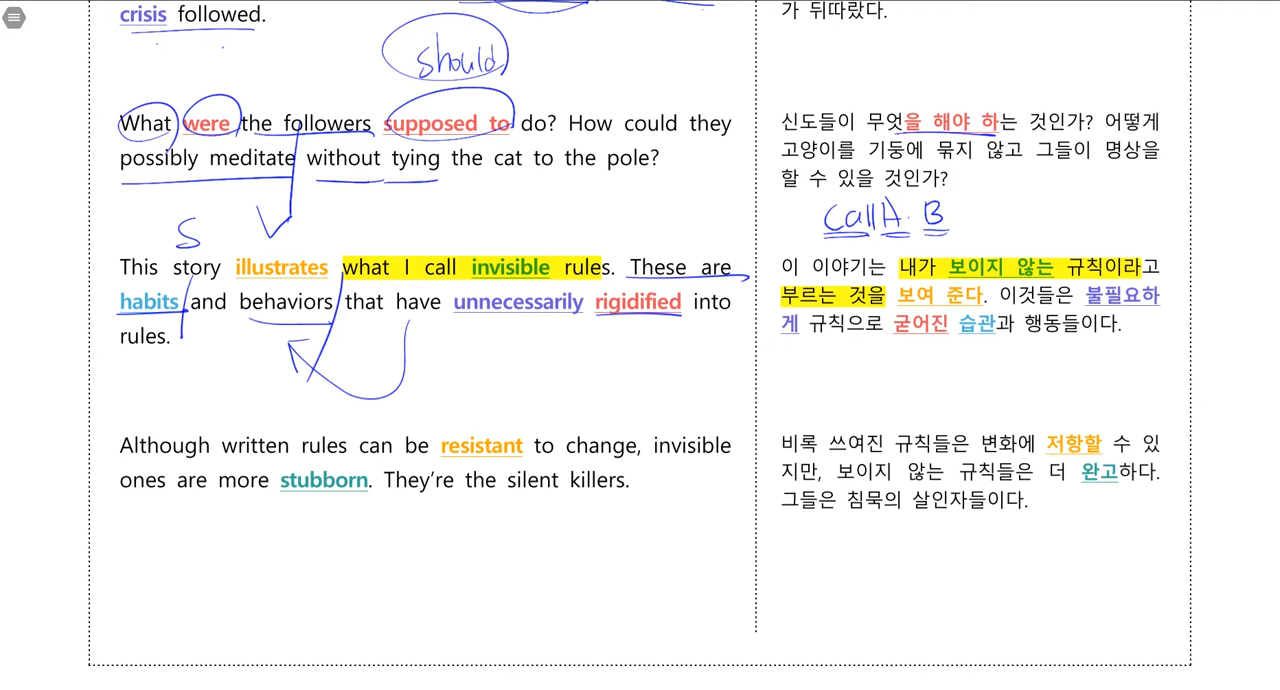 crisis followed.
가 뒤따랐다.
should
What were the followers supposed to do? How could they
possibly meditate without tying the cat to the pole?
신도들이 무엇을 해야 하는 것인가? 어떻게
고양이를 기둥에 묶지 않고 그들이 명상을
할 수 있을 것인가?
call A. B
S
This story illustrates what I call invisible rules. These are
habits and behaviors that have unnecessarily rigidified into
rules.
이 이야기는 내가 보이지 않는 규칙이라고
부르는 것을 보여 준다. 이것들은 불필요하
게 규칙으로 굳어진 습관과 행동들이다.
Although written rules can be resistant to change, invisible
ones are more stubborn. They're the silent killers.
비록 쓰여진 규칙들은 변화에 저항할 수 있
지만, 보이지 않는 규칙들은 더 완고하다.
그들은 침묵의 살인자들이다.